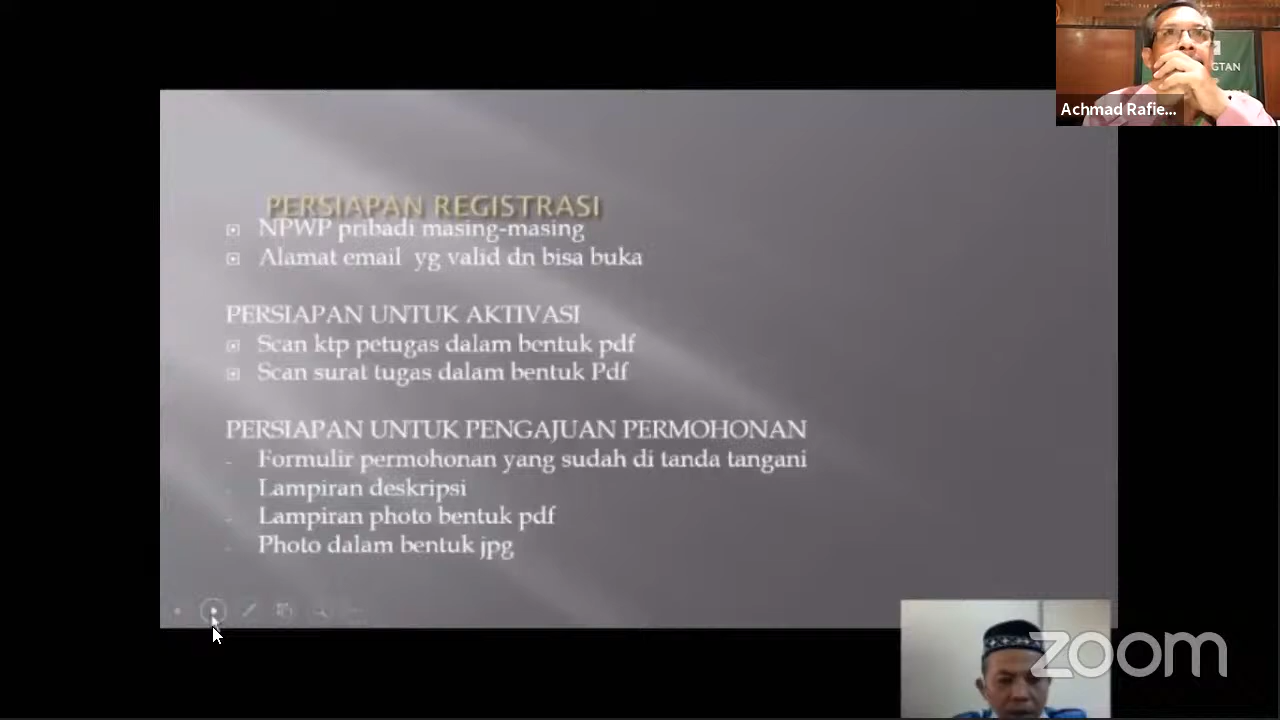 GTAN
Achmad Rafie...
PERSIAPAN REGISTRASI
NPWP pribadi masing-masing
Alamat email yg valid dn bisa buka
PERSIAPAN UNTUK AKTIVASI
Scan ktp petugas dalam bentuk pdf
Scan surat tugas dalam bentuk Pdf
PERSIAPAN UNTUK PENGAJUAN PERMOHONAN
- Formulir permohonan yang sudah di tanda tangani
- Lampiran deskripsi
- Lampiran photo bentuk pdf
- Photo dalam bentuk jpg
zoom